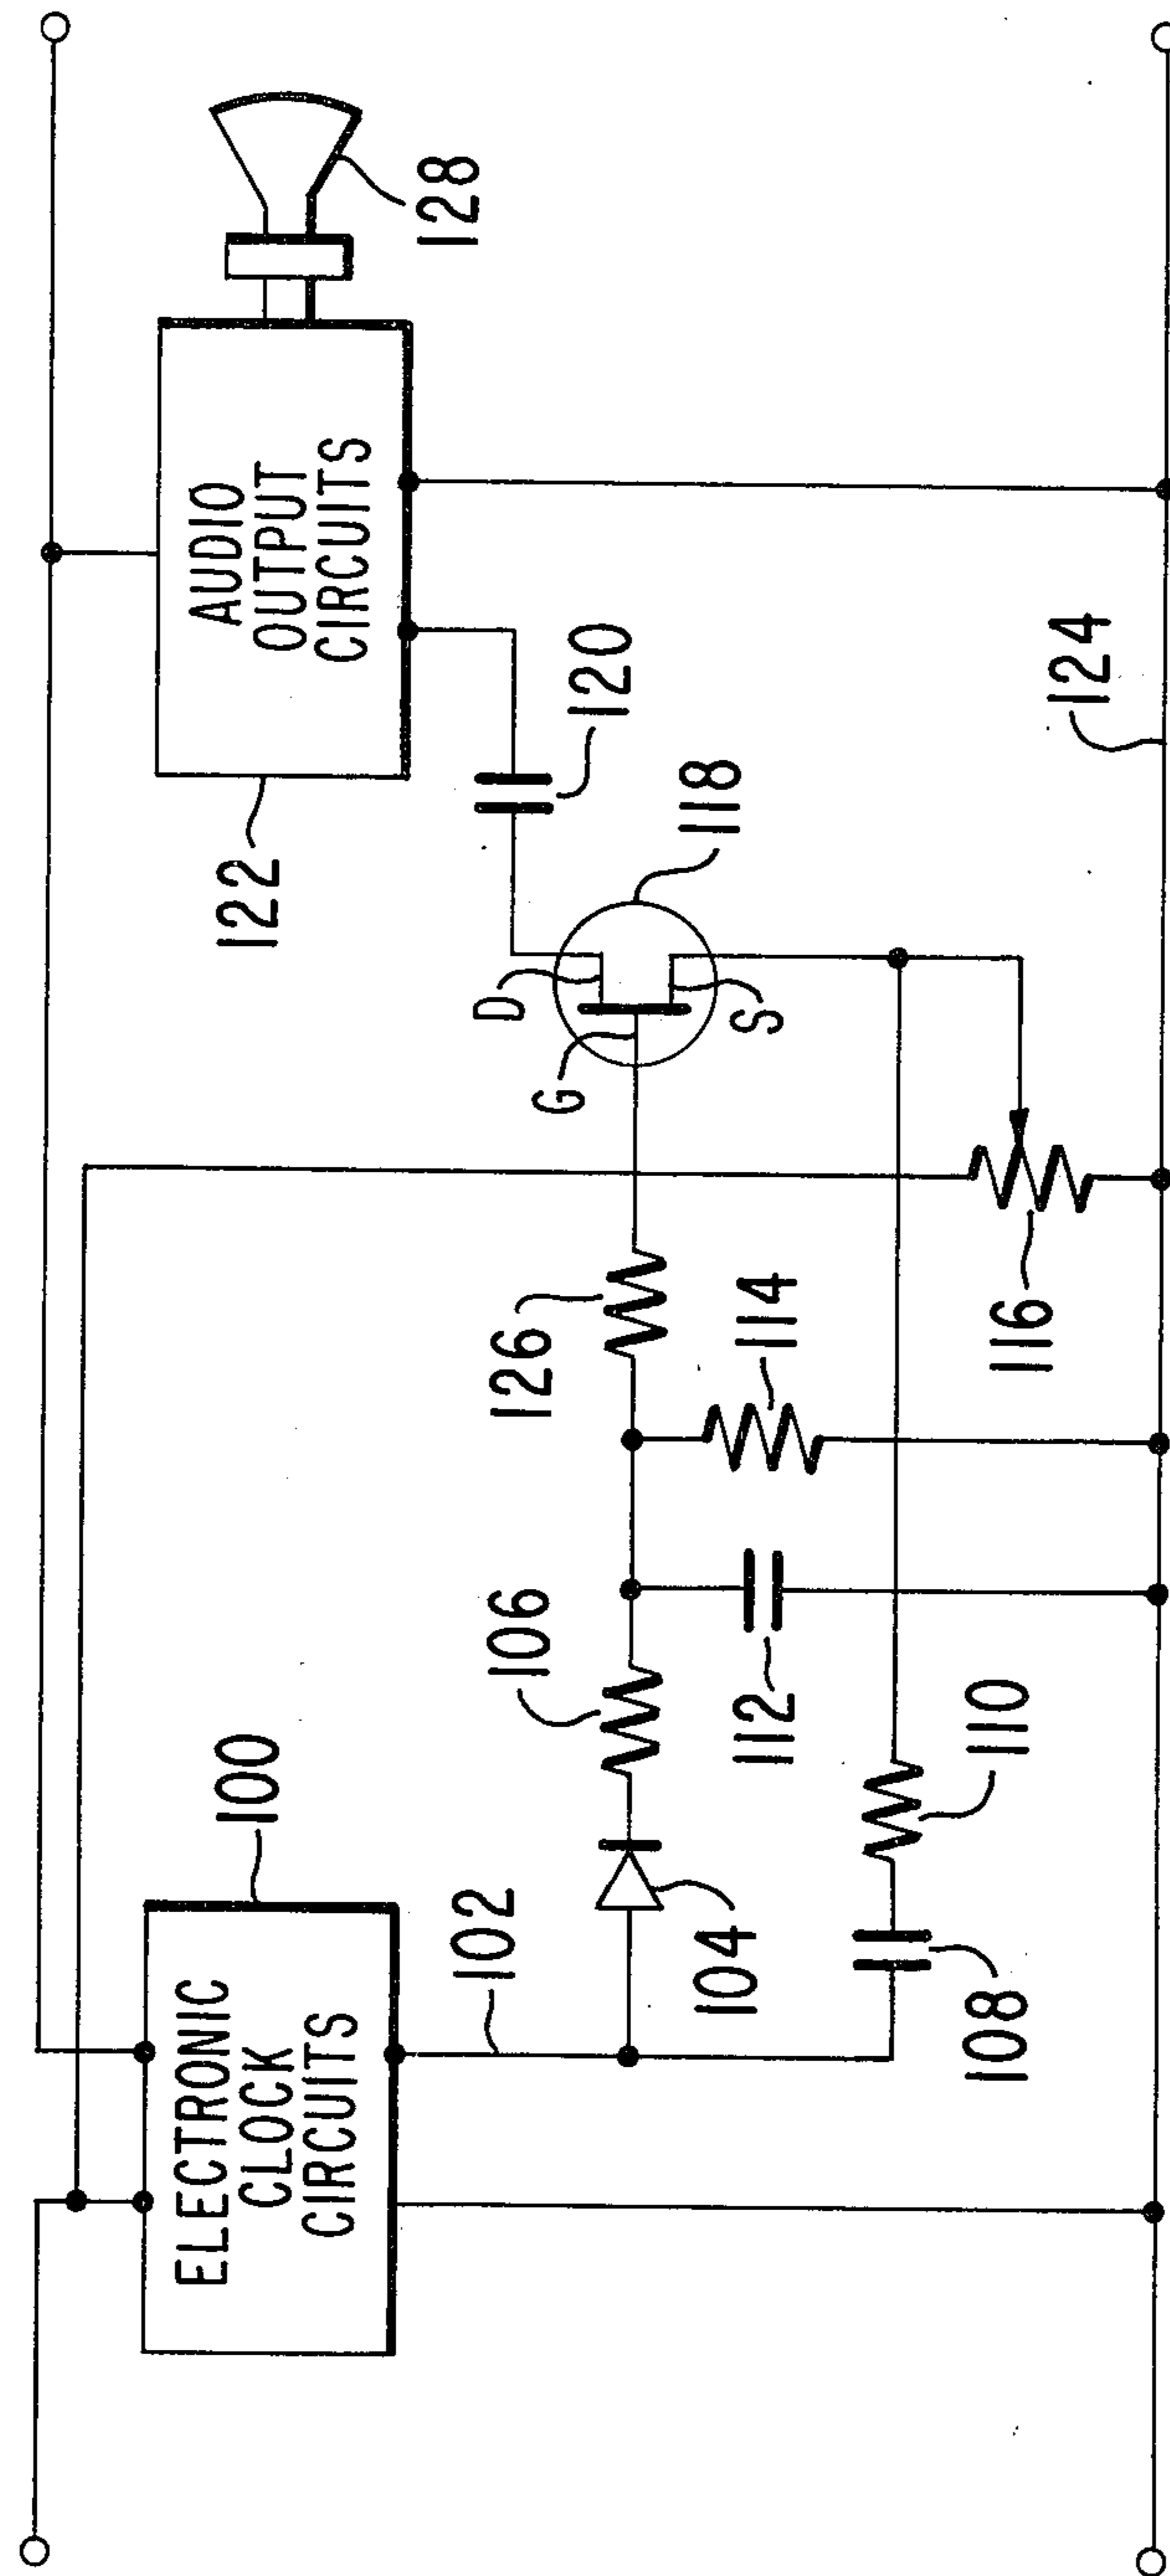 ELECTRONIC
CLOCK
CIRCUITS
100
102
104
106
108
110
112
114
126
116
G
D
S
118
120
122
AUDIO
OUTPUT
CIRCUITS
128
124